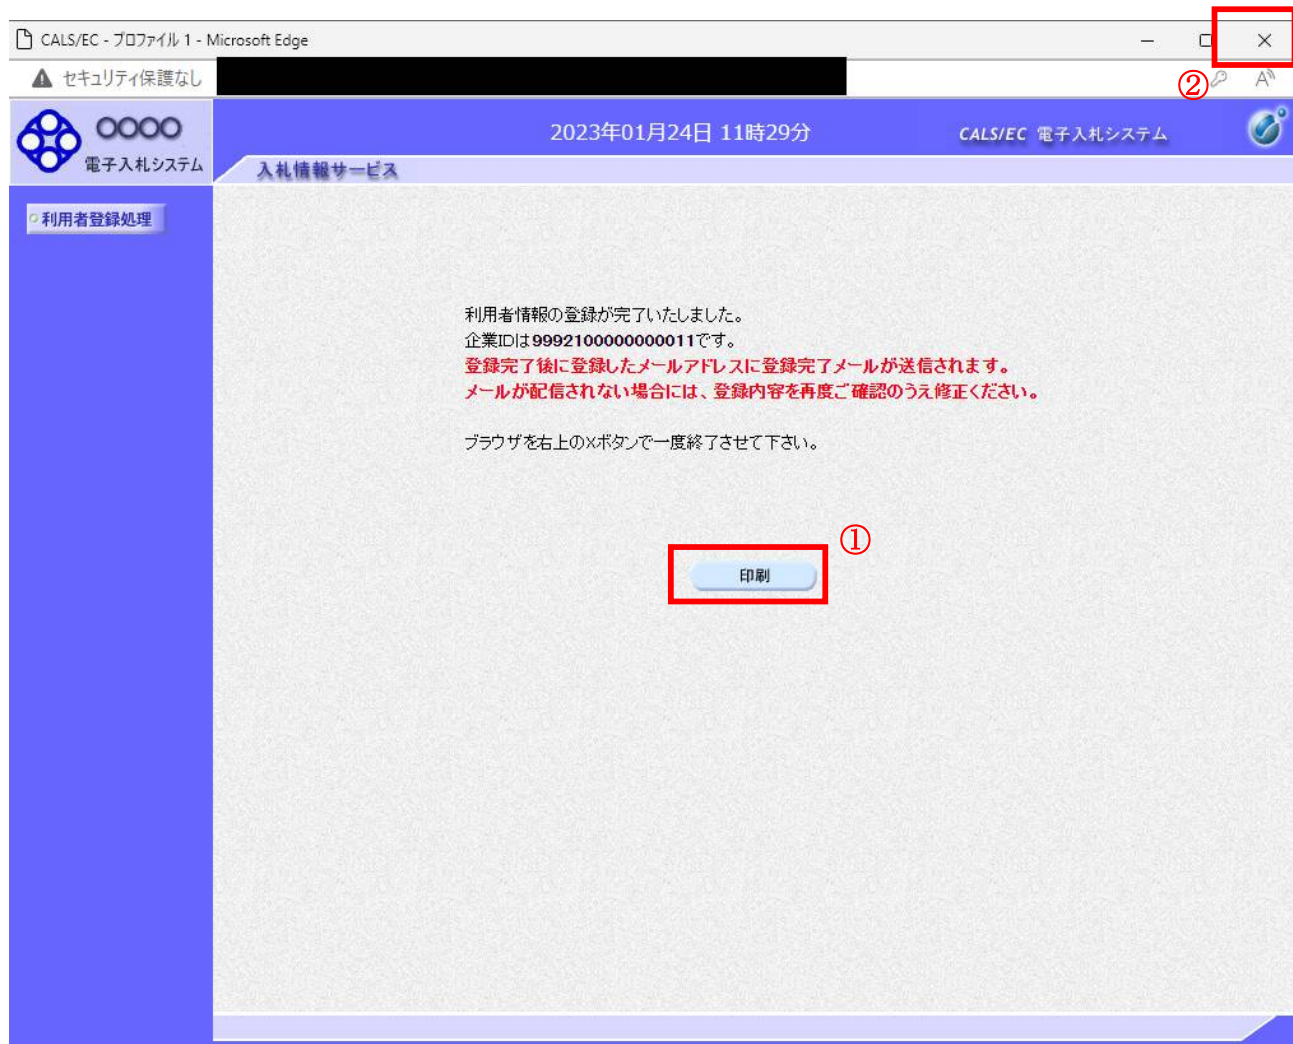 CALS/EC - プロファイル 1 - Microsoft Edge
②
セキュリティ保護なし
OOOO
電子入札システム
2023年01月24日 11時29分
CALS/EC 電子入札システム
入札情報サービス
利用者登録処理
利用者情報の登録が完了いたしました。
企業IDは9992100000000011です。
登録完了後に登録したメールアドレスに登録完了メールが送信されます。
メールが配信されない場合には、登録内容を再度ご確認のうえ修正ください。
ブラウザを右上の×ボタンで一度終了させて下さい。
①
印刷